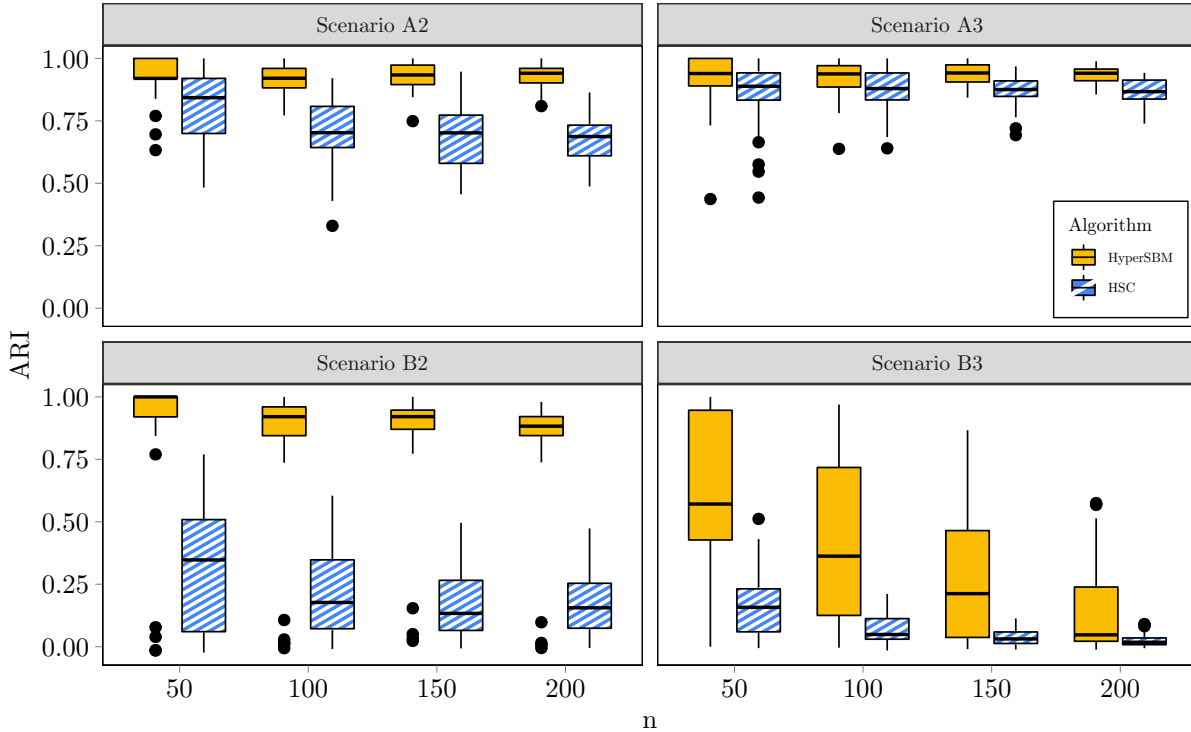 Scenario A2
Scenario A3
1.00
0.75
0.50
0.25
0.00
Algorithm
HyperSBM
HSC
ARI
Scenario B2
Scenario B3
1.00
0.75
0.50
0.25
0.00
50
100
150
200
50
100
150
200
n